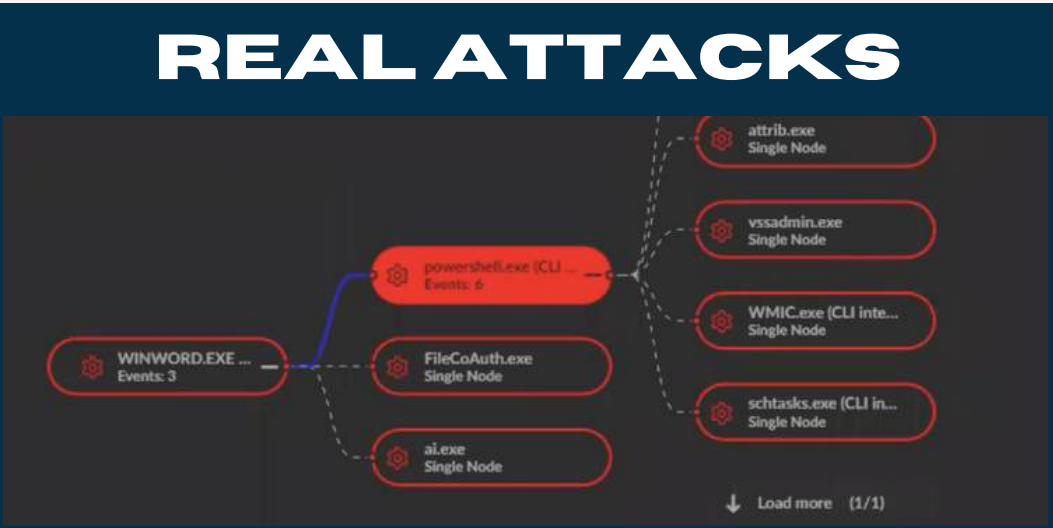 REAL ATTACKS
attrib.exe
Single Node
vssadmin.exe
Single Node
powershell.exe (CLI ...
Events: 6
WMIC.exe (CLI inte...
Single Node
WINWORD.EXE ...
Events: 3
FileCoAuth.exe
Single Node
schtasks.exe (CLI in...
Single Node
ai.exe
Single Node
Load more (1/1)